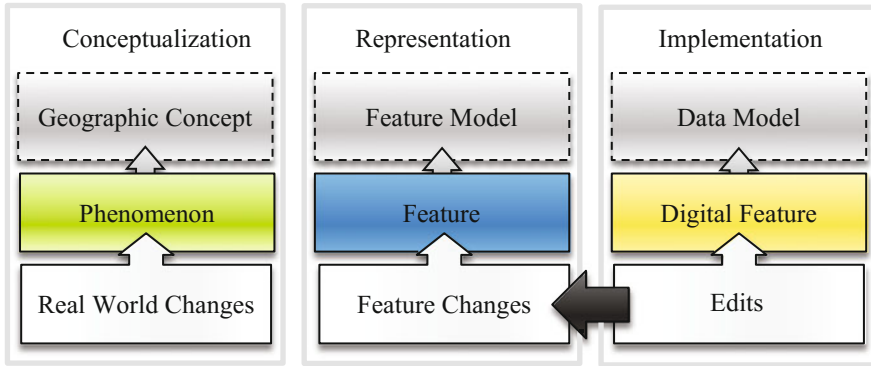 Conceptualization
Geographic Concept
Phenomenon
Real World Changes
Representation
Feature Model
Feature
Feature Changes
Implementation
Data Model
Digital Feature
Edits